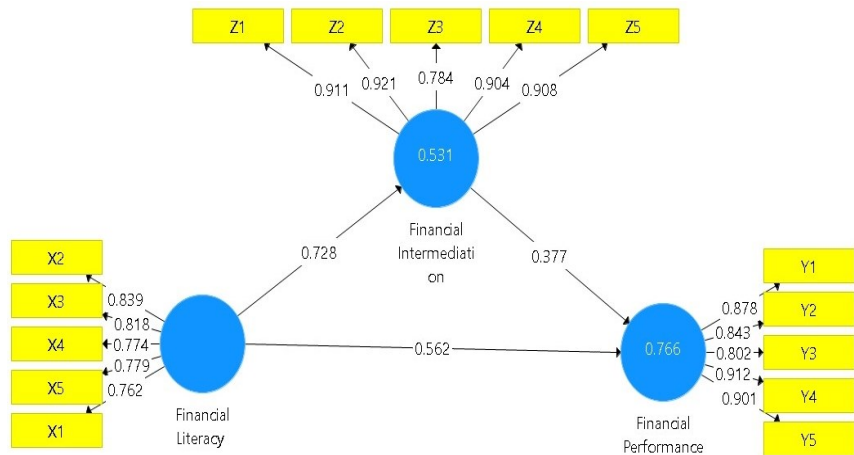 Z1 Z2 Z3 Z4 Z5
0.911 0.921 0.784 0.904 0.908
0.531
Financial
Intermediati
on
0.728
0.377
X2
X3
X4
X5
X1
0.839
0.818
0.774
0.779
0.762
Financial
Literacy
0.562
0.766
Financial
Performance
0.878
0.843
0.802
0.912
0.901
Y1
Y2
Y3
Y4
Y5